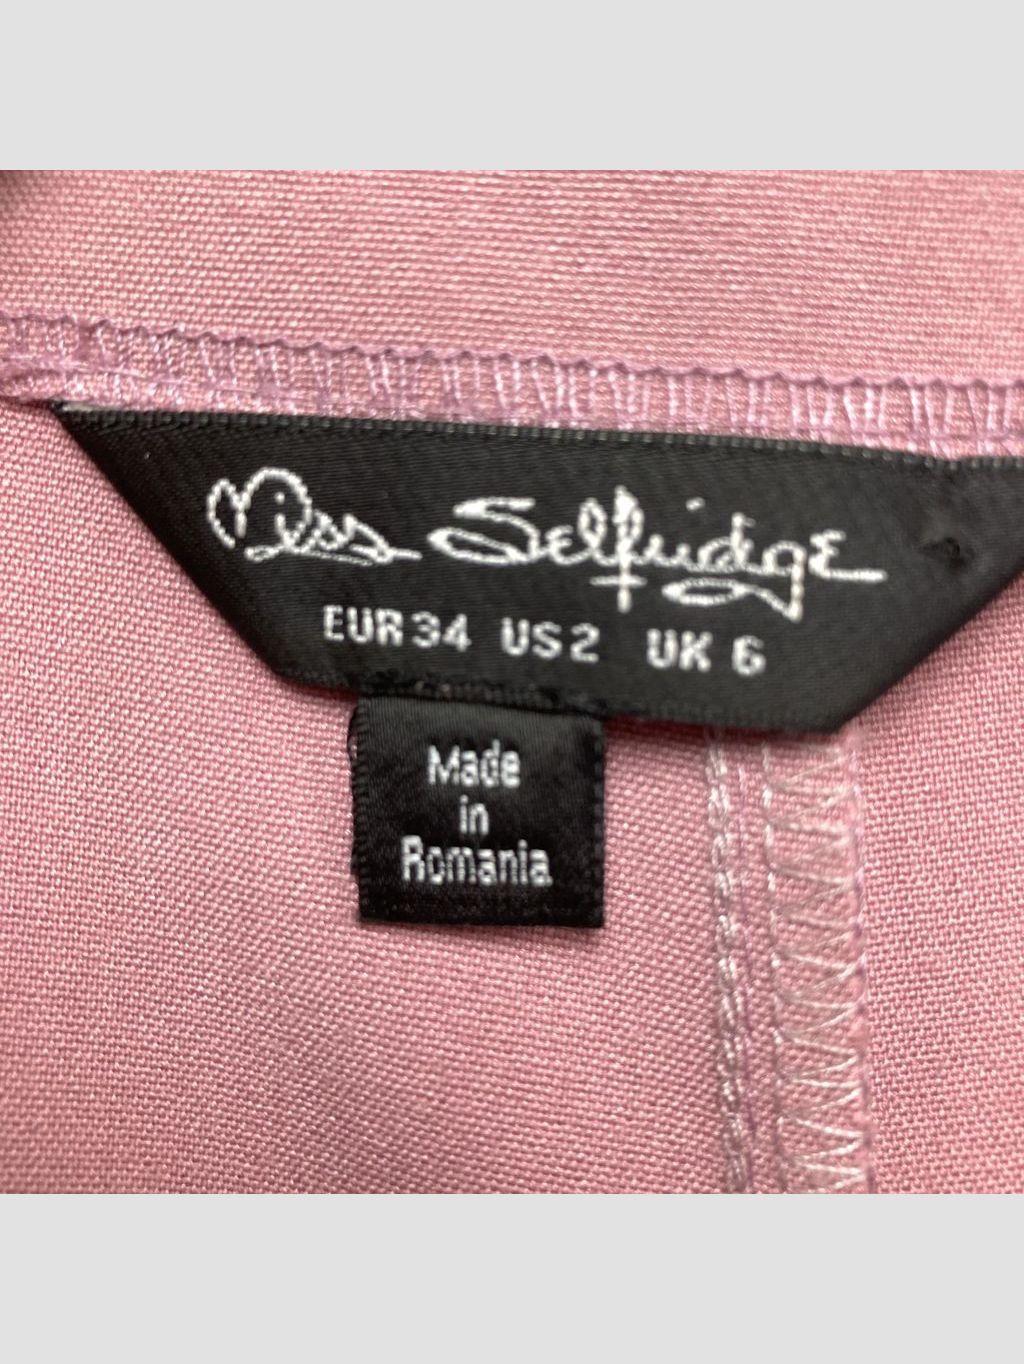 Miss Selfridge
EUR 34 US 2 UK 6
Made
in
Romania